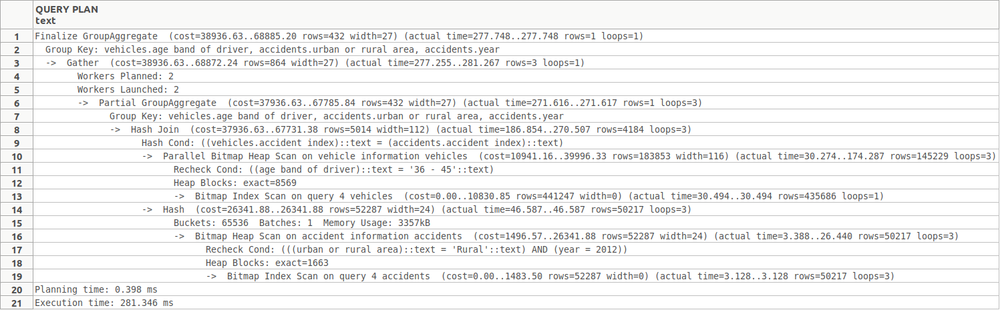 QUERY PLAN
text
1 Finalize GroupAggregate (cost=38936.63..68885.20 rows=432 width=27) (actual time=277.748..277.748 rows=1 loops=1)
2 Group Key: vehicles.age band of driver, accidents.urban or rural area, accidents.year
3 -> Gather (cost=38936.63..68872.24 rows=864 width=27) (actual time=277.255..281.267 rows=3 loops=1)
4 Workers Planned: 2
5 Workers Launched: 2
6 -> Partial GroupAggregate (cost=37936.63..67785.84 rows=432 width=27) (actual time=271.616..271.617 rows=1 loops=3)
7 Group Key: vehicles.age band of driver, accidents.urban or rural area, accidents.year
8 -> Hash Join (cost=37936.63..67731.38 rows=5014 width=112) (actual time=186.854..270.507 rows=4184 loops=3)
9 Hash Cond: ((vehicles.accident index)::text = (accidents.accident index)::text)
10 -> Parallel Bitmap Heap Scan on vehicle information vehicles (cost=10941.16..39996.33 rows=183853 width=116) (actual time=30.274..174.287 rows=145229 loops=3)
11 Recheck Cond: ((age band of driver)::text = '36 - 45'::text)
12 Heap Blocks: exact=8569
13 -> Bitmap Index Scan on query 4 vehicles (cost=0.00..10830.85 rows=441247 width=0) (actual time=30.494..30.494 rows=435686 loops=1)
14 -> Hash (cost=26341.88..26341.88 rows=52287 width=24) (actual time=46.587..46.587 rows=50217 loops=3)
15 Buckets: 65536 Batches: 1 Memory Usage: 3357kB
16 -> Bitmap Heap Scan on accident information accidents (cost=1496.57..26341.88 rows=52287 width=24) (actual time=3.388..26.440 rows=50217 loops=3)
17 Recheck Cond: (((urban or rural area)::text = 'Rural'::text) AND (year = 2012))
18 Heap Blocks: exact=1663
19 -> Bitmap Index Scan on query 4 accidents (cost=0.00..1483.50 rows=52287 width=0) (actual time=3.128..3.128 rows=50217 loops=3)
20 Planning time: 0.398 ms
21 Execution time: 281.346 ms